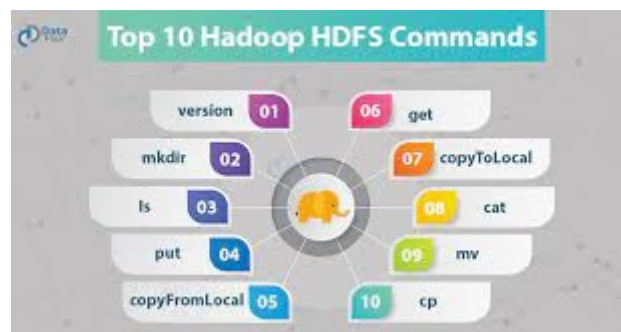 Data
Flair
Top 10 Hadoop HDFS Commands
version 01
mkdir 02
ls 03
put 04
copyFromLocal 05
06 get
07 copyToLocal
08 cat
09 mv
10 cp